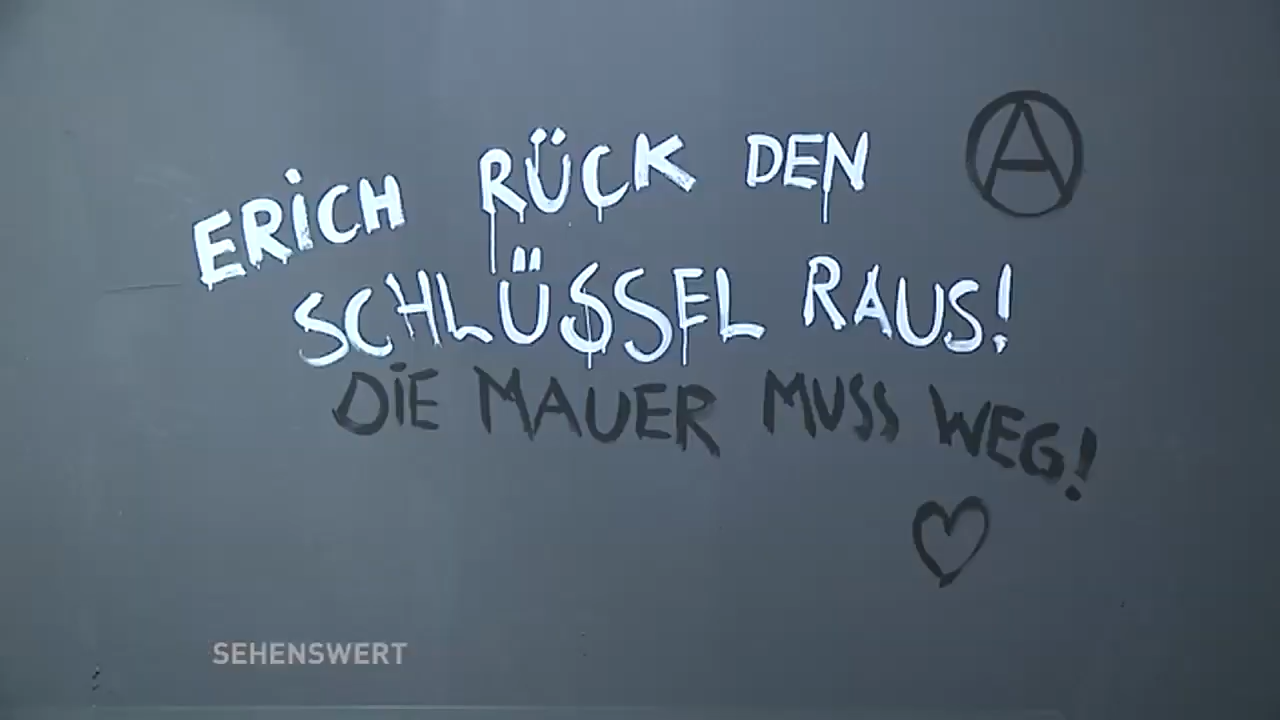 ERICH RÜCK DEN
SCHLÜSSEL RAUS!
DIE MAUER MUSS WEG!
SEHENSWERT